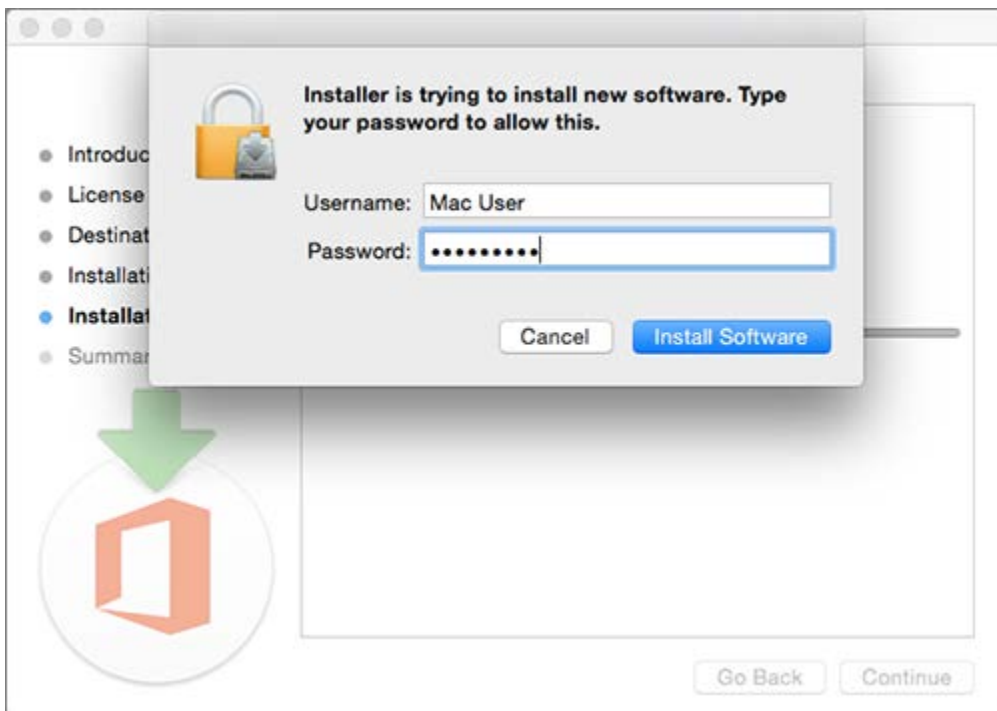 Installer is trying to install new software. Type
your password to allow this.
Username: Mac User
Password: •••••••••
Cancel
Install Software
Introduc
License
Destinat
Installati
Installat
Summar
Go Back
Continue